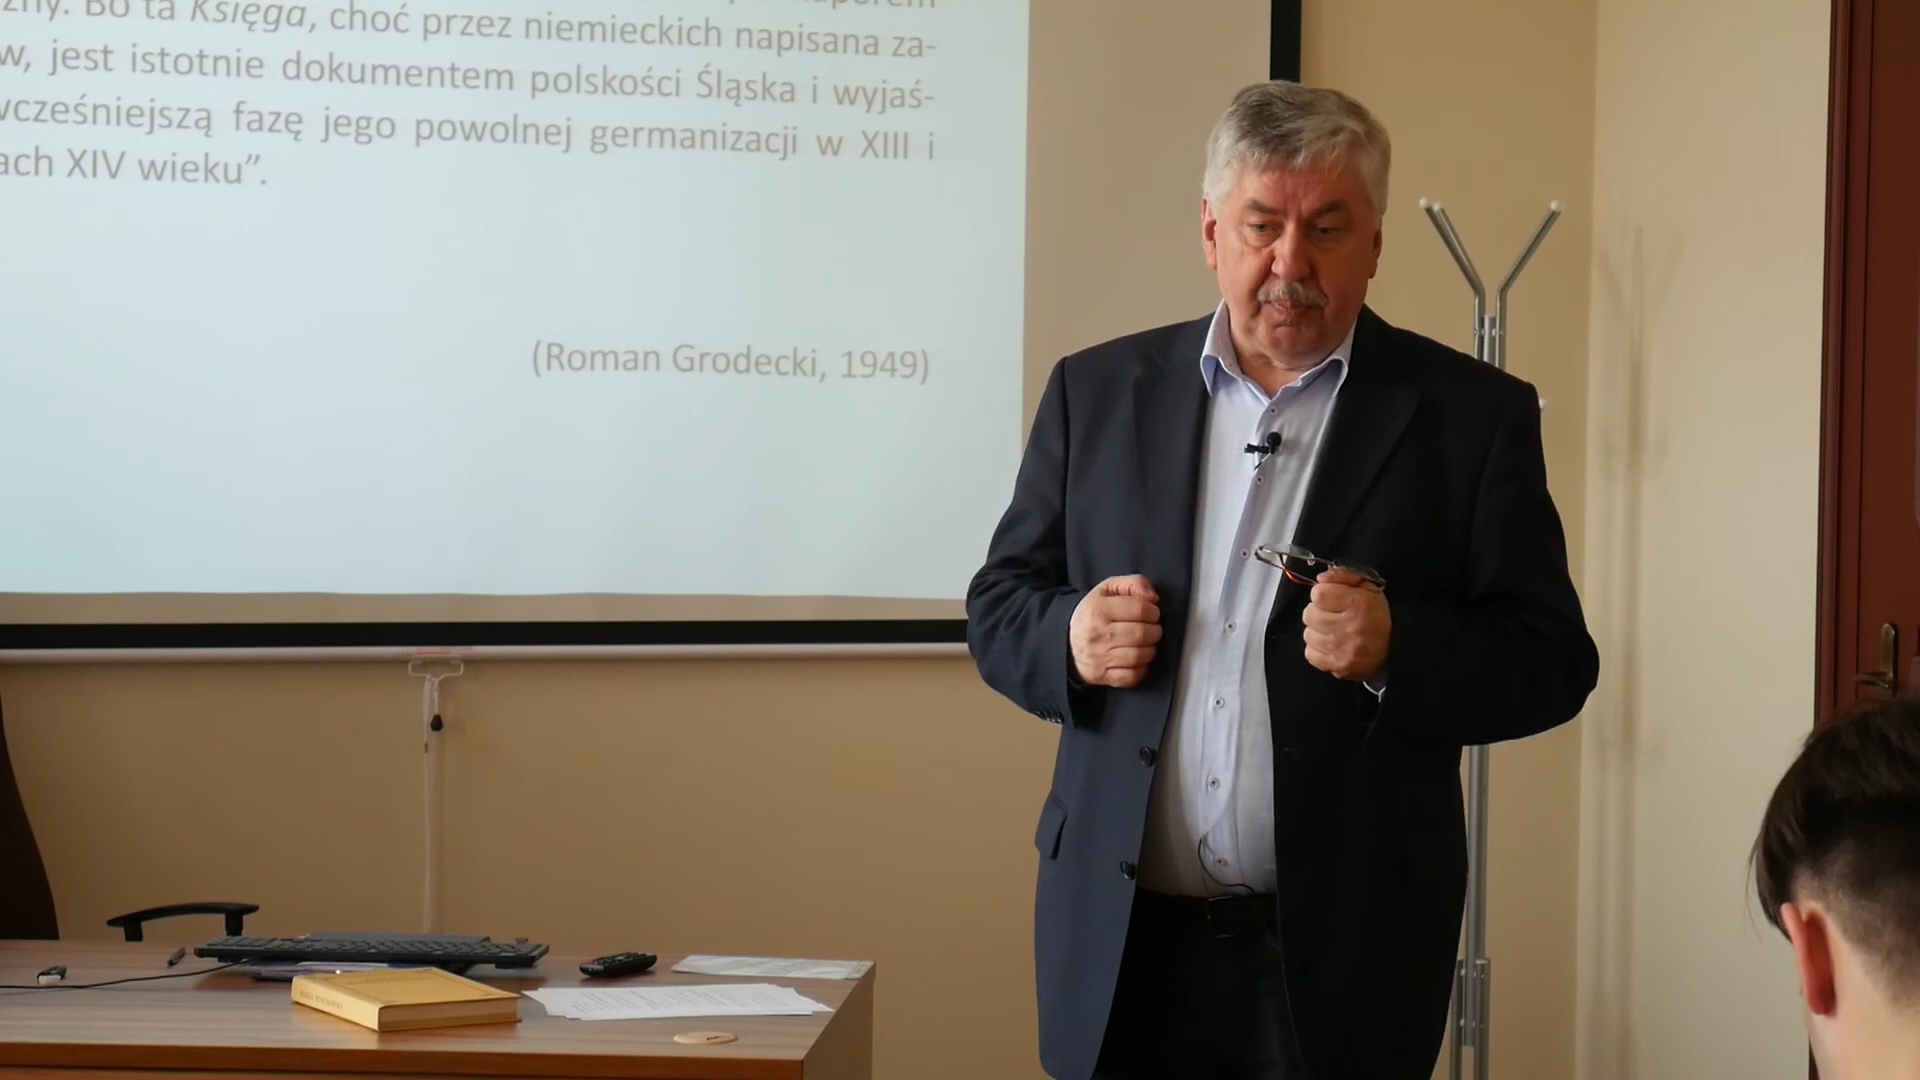 zny. Bo ta Księga, choć przez niemieckich napisana za-
w, jest istotnie dokumentem polskości Śląska i wyjaś-
wcześniejszą fazę jego powolnej germanizacji w XIII i
ach XIV wieku”.
(Roman Grodecki, 1949)